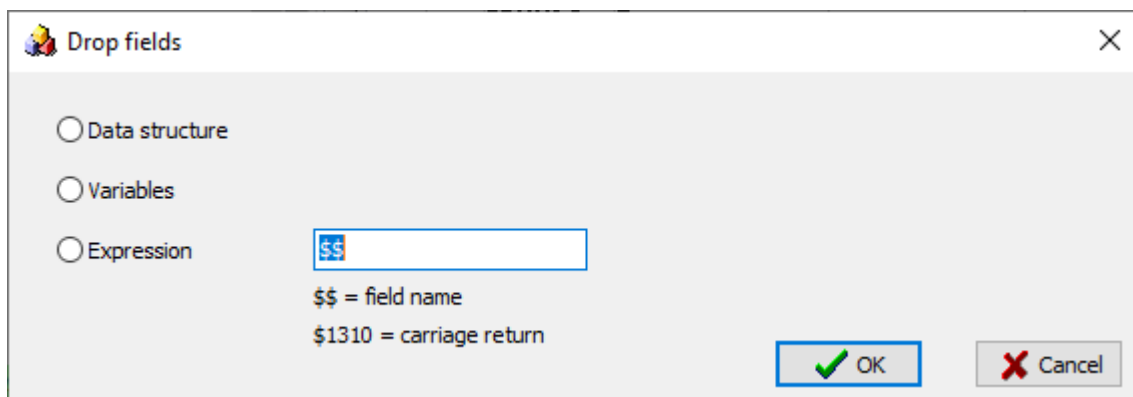 Drop fields
Data structure
Variables
Expression
$$
$$ = field name
$1310 = carriage return
OK
Cancel